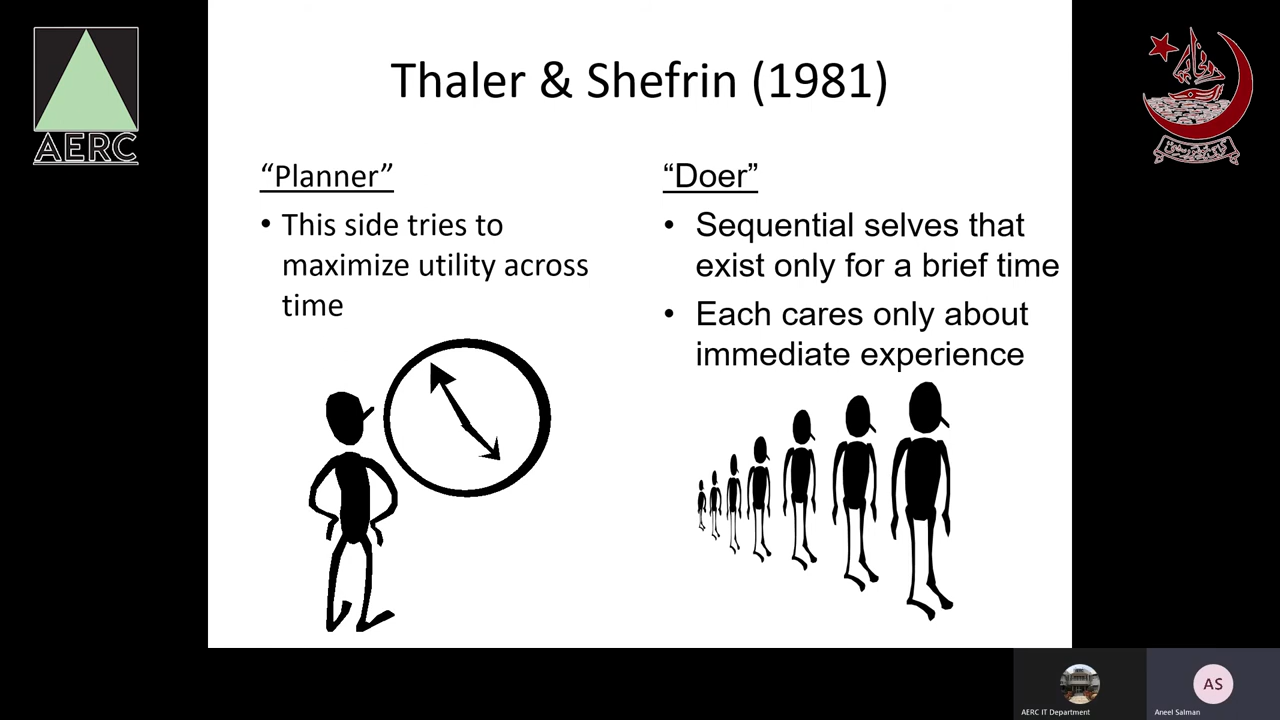 AERC
Thaler & Shefrin (1981)
“Planner”
• This side tries to
maximize utility across
time
“Doer”
• Sequential selves that
exist only for a brief time
• Each cares only about
immediate experience
AS
AERC IT Department
Aneel Salman